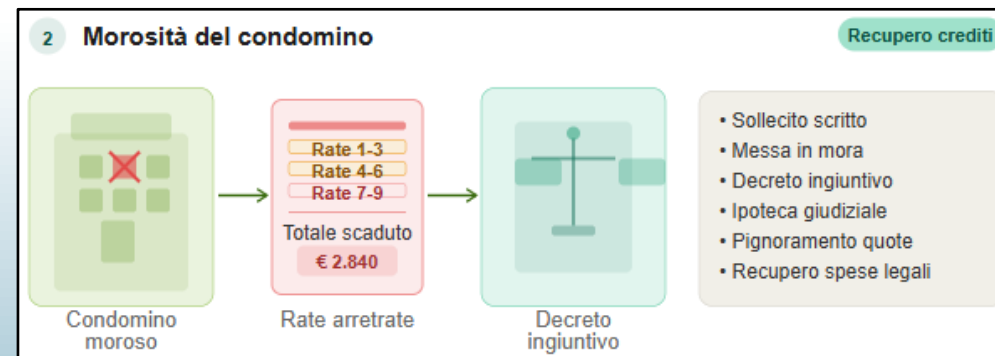 2 Morosità del condomino
Recupero crediti
Rate 1-3
Rate 4-6
Rate 7-9
Totale scaduto
€ 2.840
Condomino
moroso
Rate arretrate
Decreto
ingiuntivo
• Sollecito scritto
• Messa in mora
• Decreto ingiuntivo
• Ipoteca giudiziale
• Pignoramento quote
• Recupero spese legali